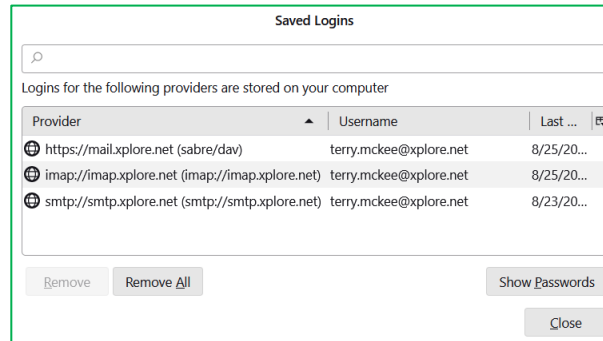 Saved Logins
Logins for the following providers are stored on your computer
Provider Username Last ...
https://mail.xplore.net (sabre/dav) terry.mckee@xplore.net 8/25/20...
imap://imap.xplore.net (imap://imap.xplore.net) terry.mckee@xplore.net 8/25/20...
smtp://smtp.xplore.net (smtp://smtp.xplore.net) terry.mckee@xplore.net 8/23/20...
Remove Remove All Show Passwords
Close